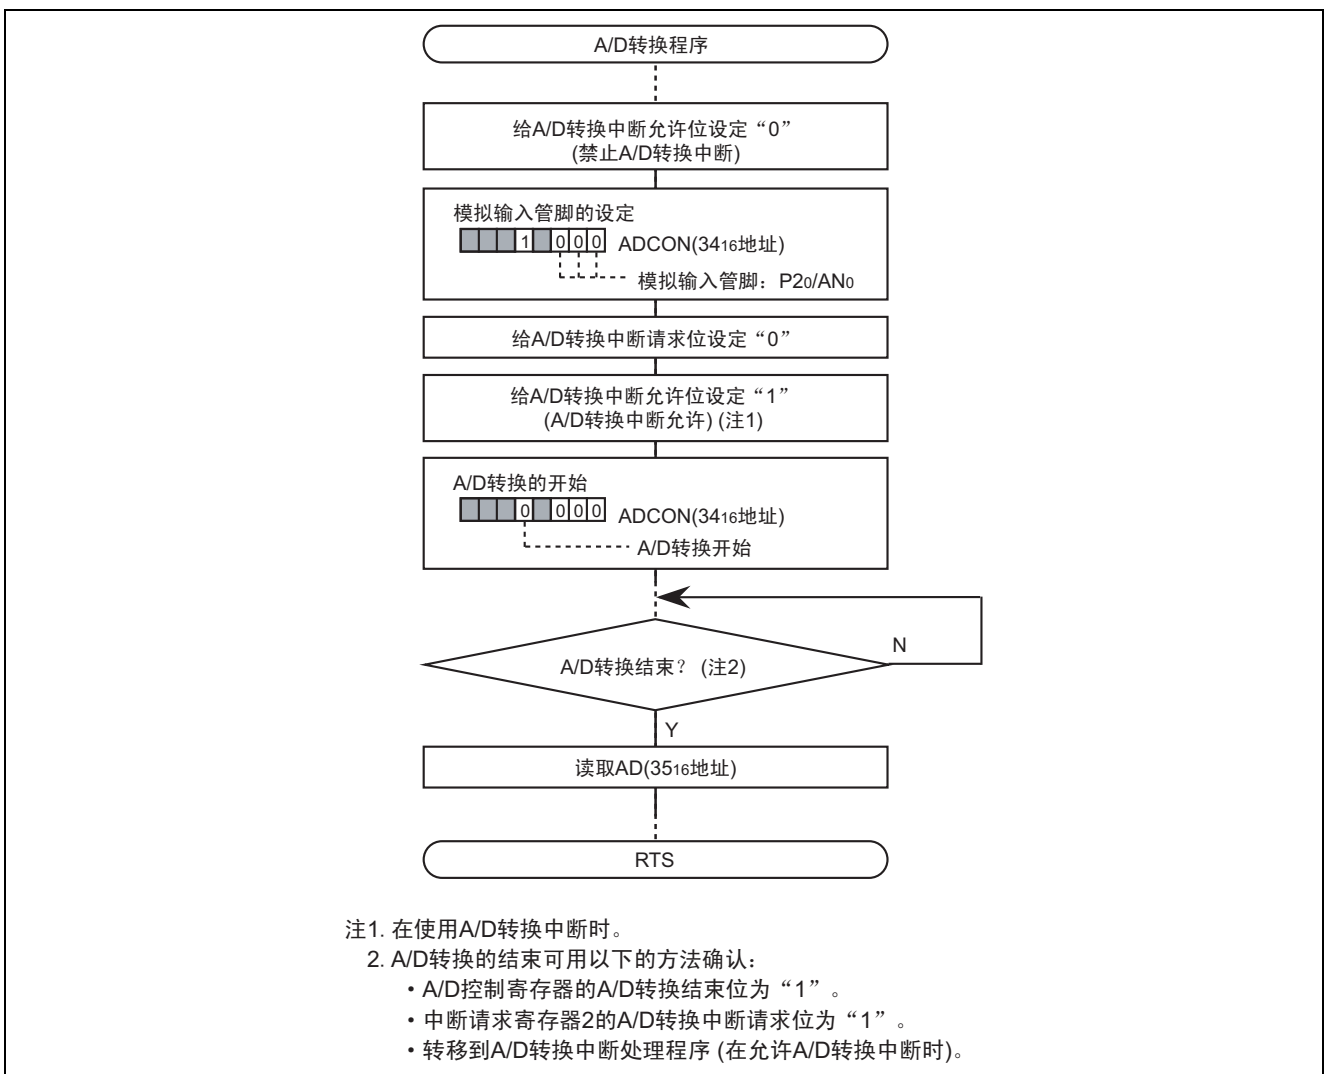 A/D转换程序
给A/D转换中断允许位设定“0”
(禁止A/D转换中断)
模拟输入管脚的设定
1 0 0 0 ADCON(3416地址)
模拟输入管脚：P20/AN0
给A/D转换中断请求位设定“0”
给A/D转换中断允许位设定“1”
(A/D转换中断允许) (注1)
A/D转换的开始
0 0 0 0 ADCON(3416地址)
A/D转换开始
A/D转换结束？ (注2)
N
Y
读取AD(3516地址)
RTS
注1. 在使用A/D转换中断时。
2. A/D转换的结束可用以下的方法确认：
・A/D控制寄存器的A/D转换结束位为“1”。
・中断请求寄存器2的A/D转换中断请求位为“1”。
・转移到A/D转换中断处理程序 (在允许A/D转换中断时)。